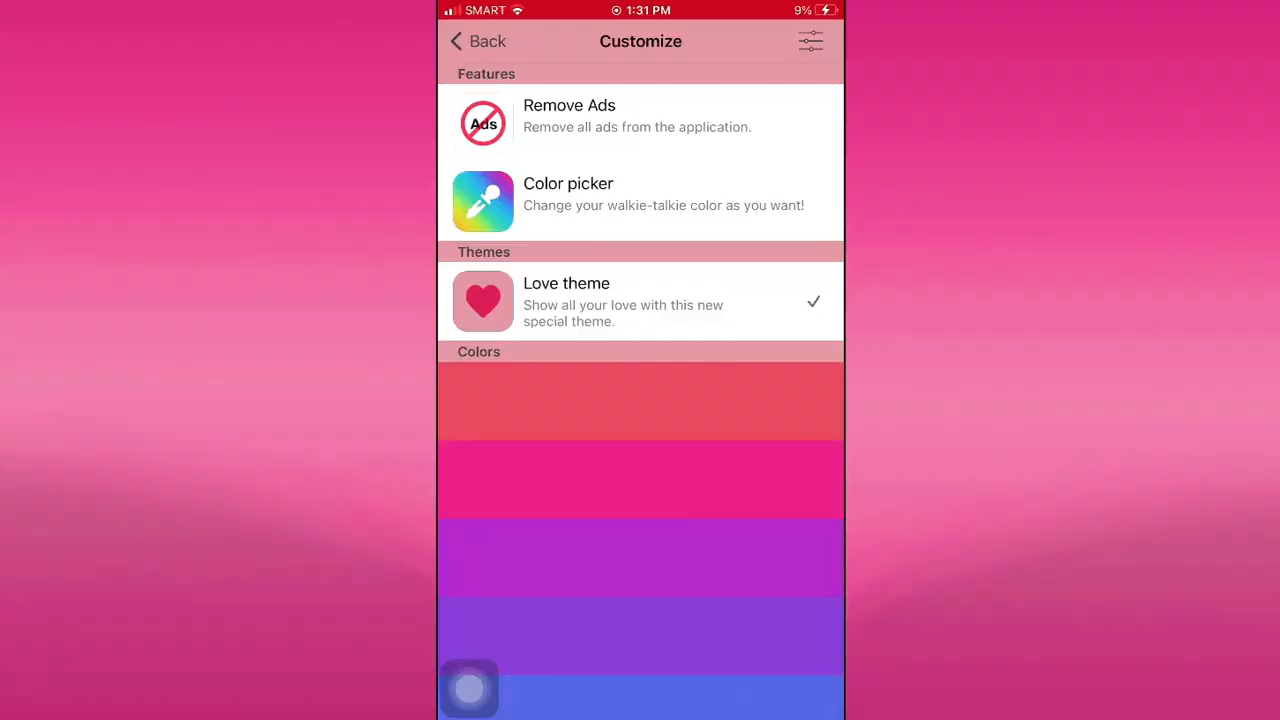 SMART 1:31 PM 9%
Back Customize
Features
Ads
Remove Ads
Remove all ads from the application.
Color picker
Change your walkie-talkie color as you want!
Themes
Love theme
Show all your love with this new
special theme.
Colors